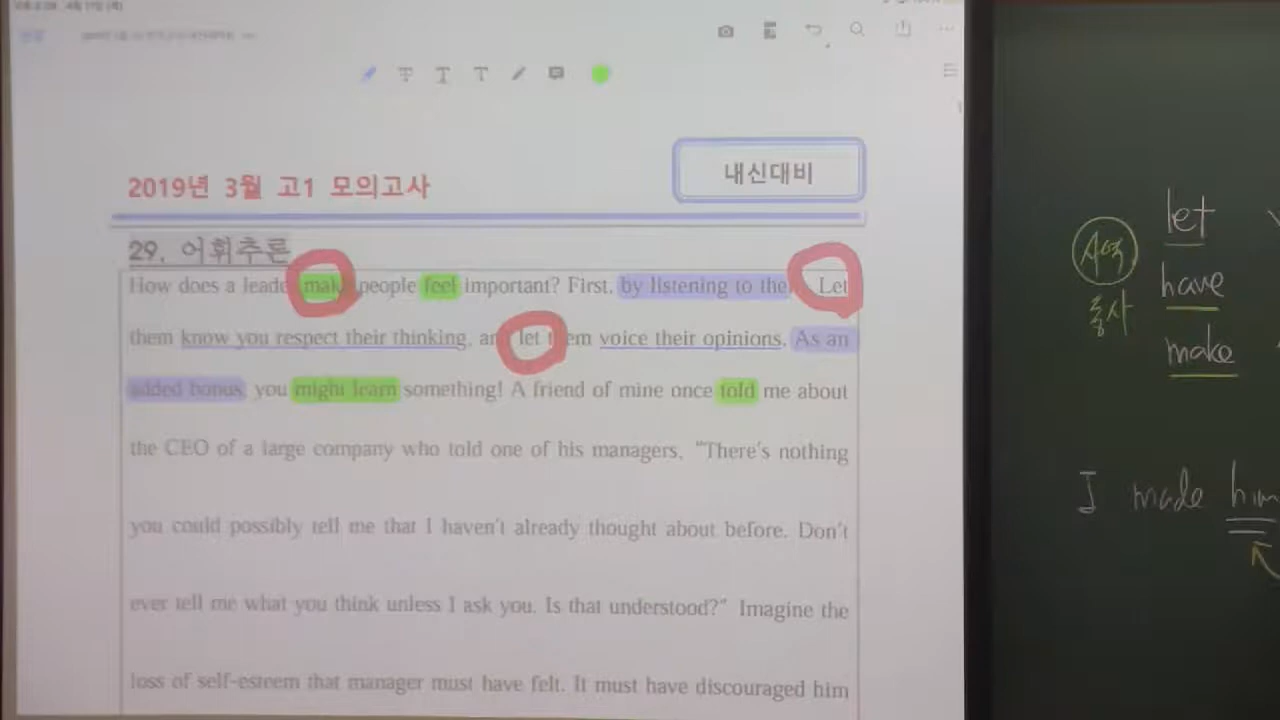 2019년 3월 고1 모의고사
내신대비
29. 어휘추론
How does a leader make people feel important? First, by listening to the Let
them know you respect their thinking, and let them voice their opinions. As an
added bonus, you might learn something! A friend of mine once told me about
the CEO of a large company who told one of his managers, "There's nothing
you could possibly tell me that I haven't already thought about before. Don't
ever tell me what you think unless I ask you. Is that understood?" Imagine the
loss of self-esteem that manager must have felt. It must have discouraged him
사역
동사
let
have
make
I made him